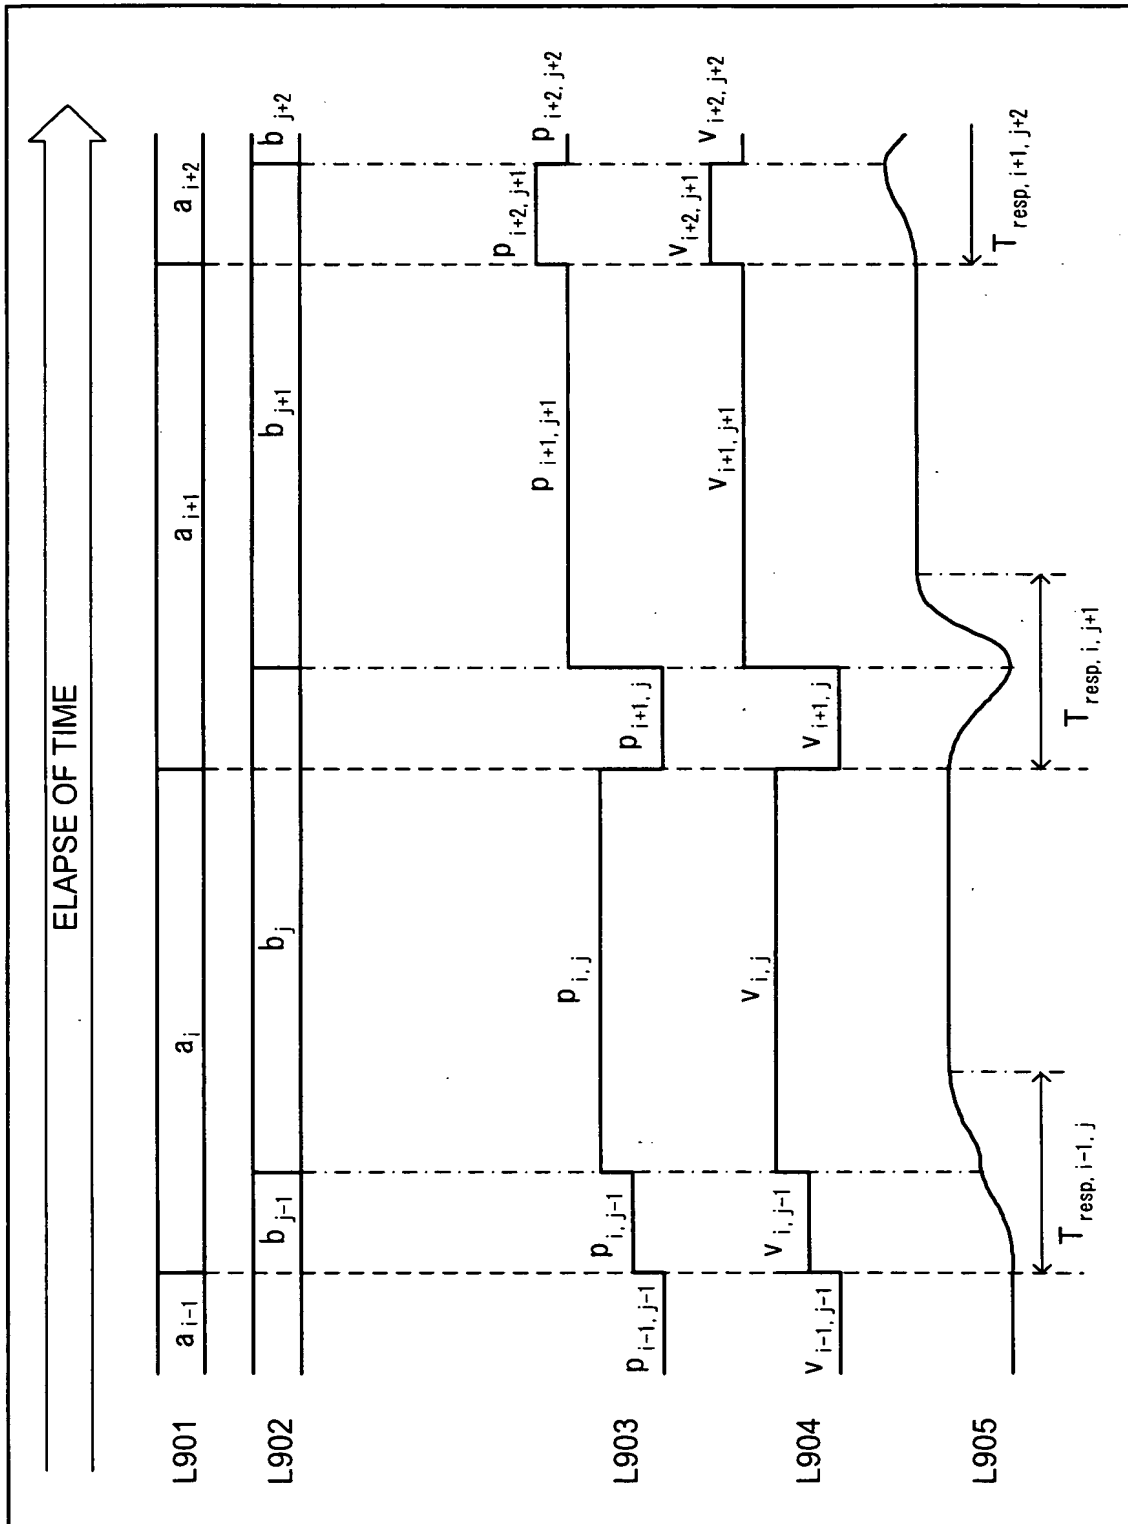 ELAPSE OF TIME
L901
a i-1
a i
a i+1
a i+2
L902
b j-1
b j
b j+1
b j+2
L903
p i-1, j-1
p i, j-1
p i, j
p i+1, j
p i+1, j+1
p i+2, j+1
p i+2, j+2
L904
v i-1, j-1
v i, j-1
v i, j
v i+1, j
v i+1, j+1
v i+2, j+1
v i+2, j+2
L905
T resp, i-1, j
T resp, i, j+1
T resp, i+1, j+2